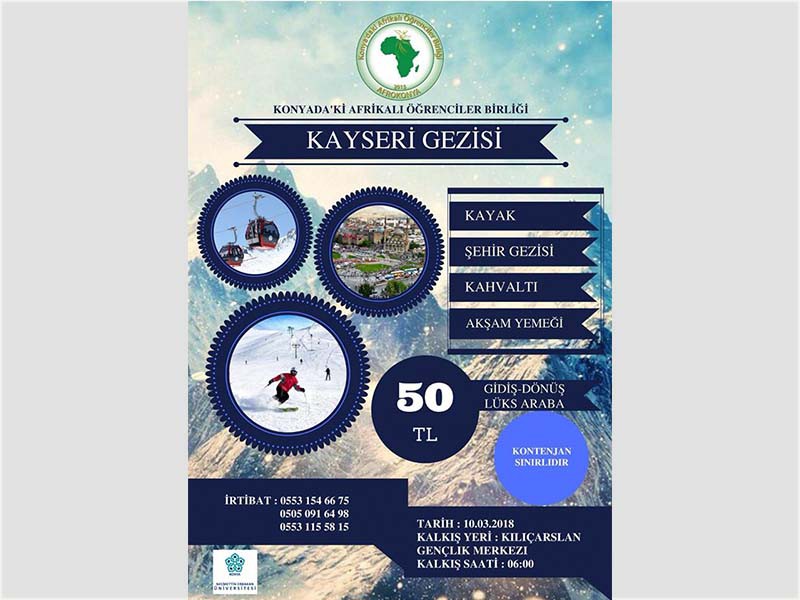 Konya'daki Afrikalı Öğrenciler Birliği
2013
AFROKONYA
KONYADA'Kİ AFRİKALI ÖĞRENCİLER BİRLİĞİ
KAYSERİ GEZİSİ
KAYAK
ŞEHİR GEZİSİ
KAHVALTI
AKŞAM YEMEĞİ
50
TL
GİDİŞ-DÖNÜŞ
LÜKS ARABA
KONTENJAN
SINIRLIDIR
İRTİBAT : 0553 154 66 75
0505 091 64 98
0553 115 58 15
TARİH : 10.03.2018
KALKIŞ YERİ : KILIÇARSLAN
GENÇLIK MERKEZI
KALKIŞ SAATİ : 06:00
KONYA
NECMETTİN ERBAKAN
ÜNİVERSİTESİ